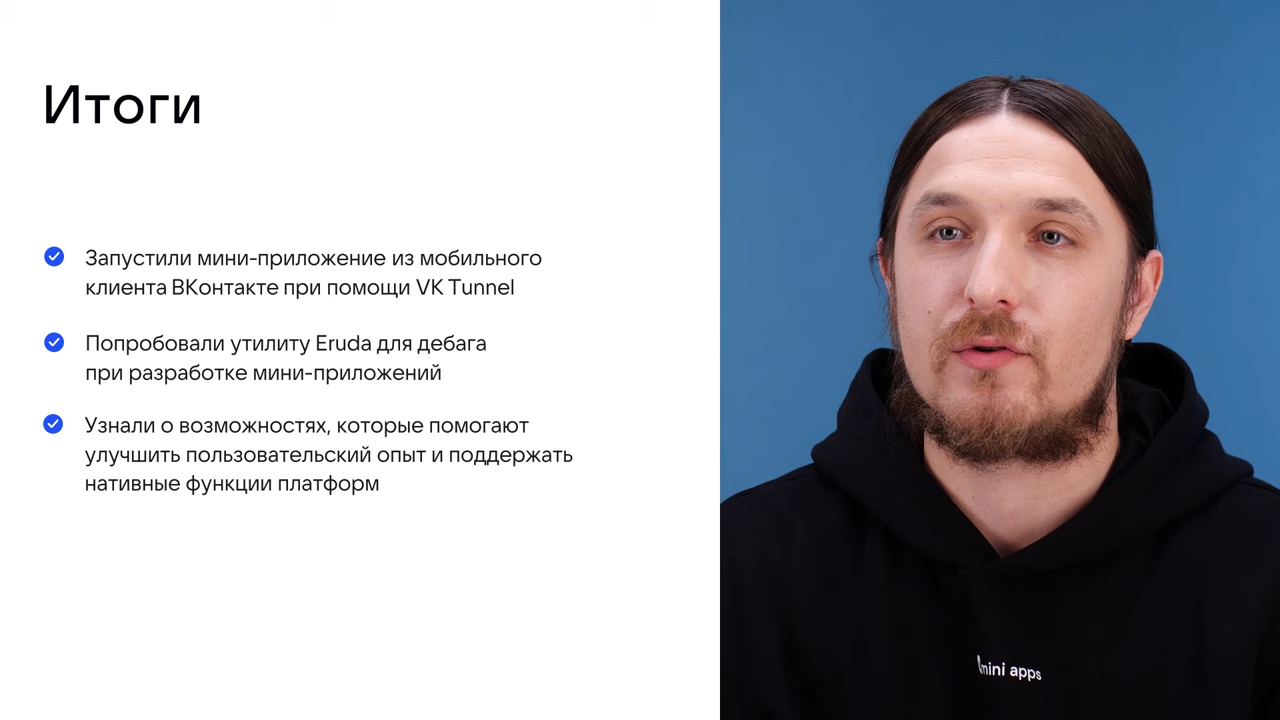 Итоги
Запустили мини-приложение из мобильного
клиента ВКонтакте при помощи VK Tunnel
Попробовали утилиту Eruda для дебага
при разработке мини-приложений
Узнали о возможностях, которые помогают
улучшить пользовательский опыт и поддержать
нативные функции платформ
mini apps